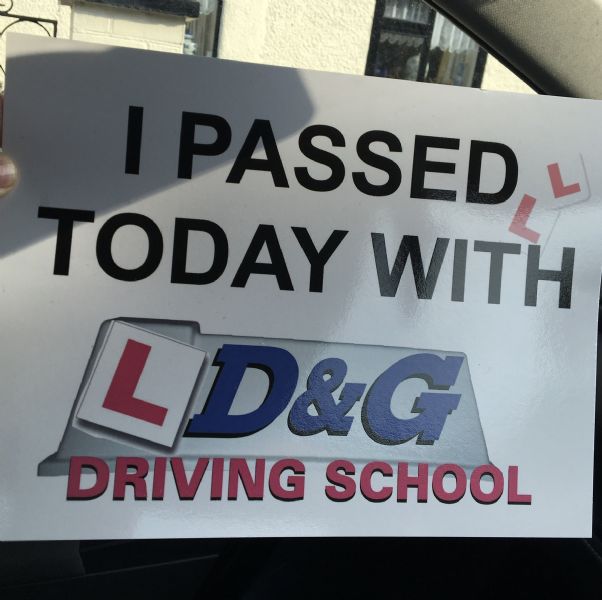 I PASSED
TODAY WITH
L D&G
DRIVING SCHOOL
L
L